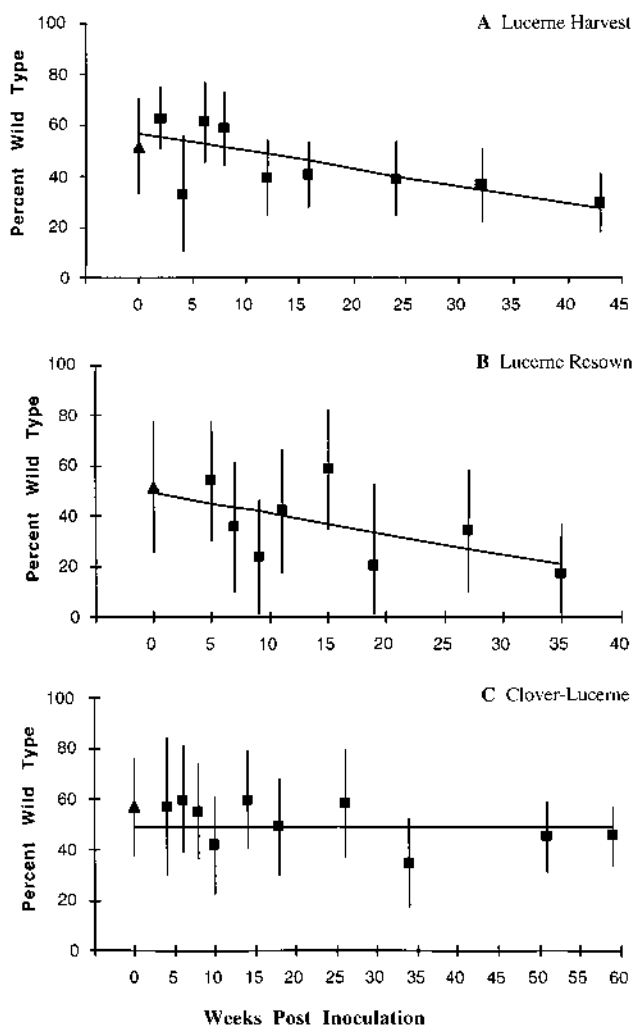 A Lucerne Harvest
Percent Wild Type
100
80
60
40
20
0
0 5 10 15 20 25 30 35 40 45
B Lucerne Resown
Percent Wild Type
100
80
60
40
20
0
0 5 10 15 20 25 30 35 40
C Clover-Lucerne
Percent Wild Type
100
80
60
40
20
0
0 5 10 15 20 25 30 35 40 45 50 55 60
Weeks Post Inoculation